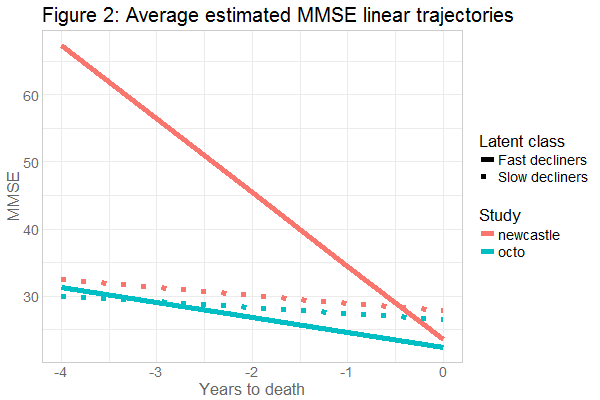 Figure 2: Average estimated MMSE linear trajectories
60
50
40
30
MMSE
-4
-3
-2
-1
0
Years to death
Latent class
Fast decliners
Slow decliners
Study
newcastle
octo